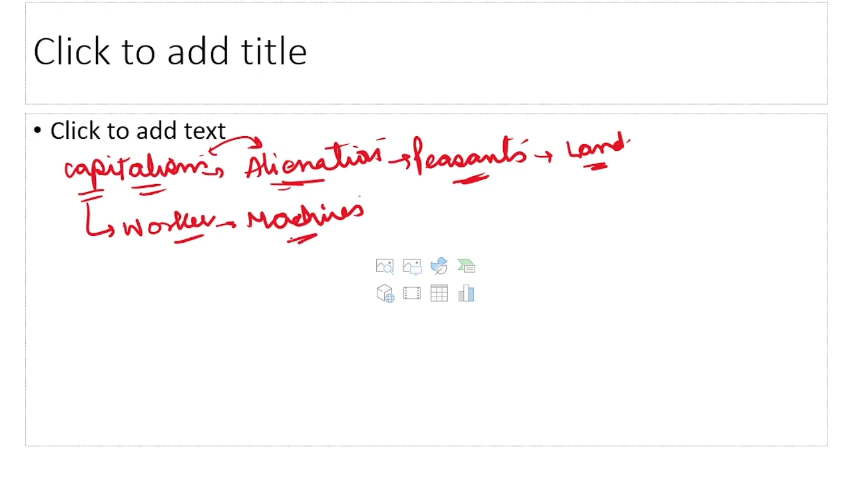 Click to add title
• Click to add text
capitalism → Alienation → Peasants → Land
↳ Worker → Machines